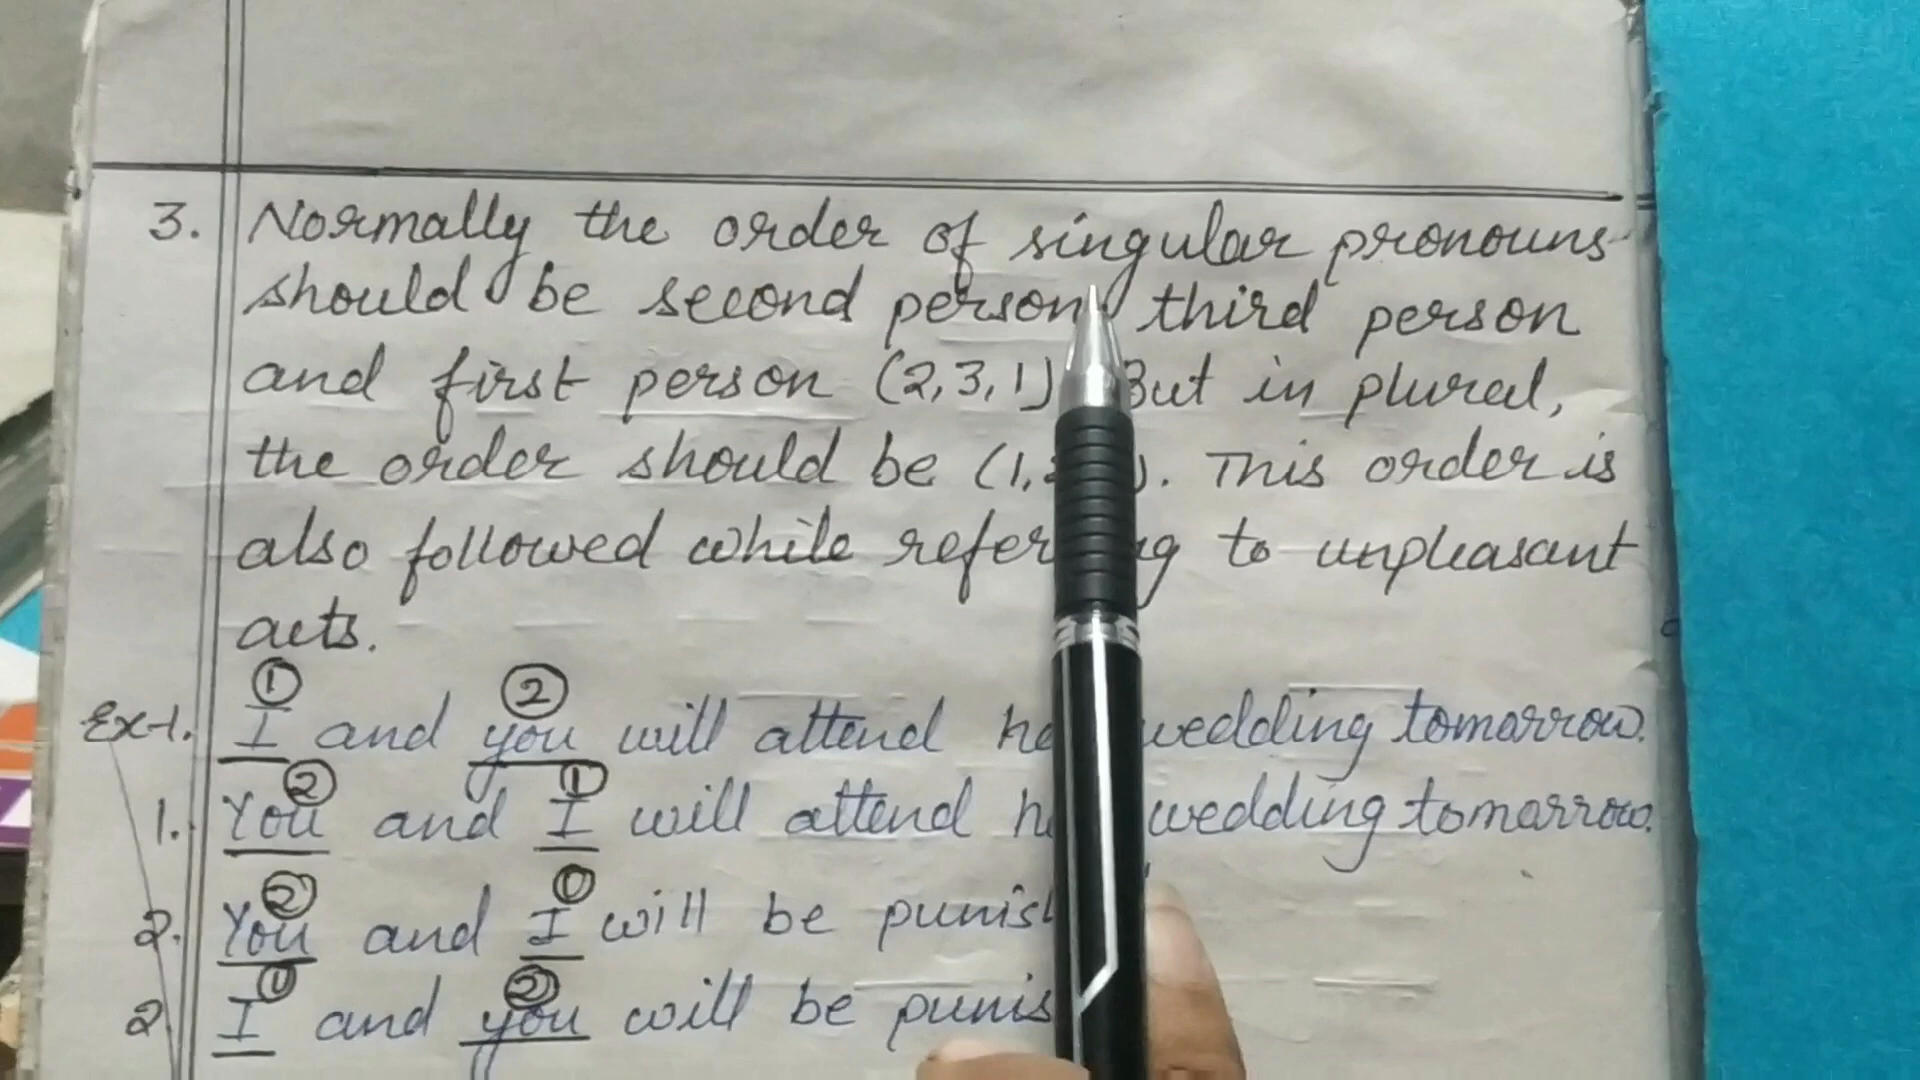 3. Normally the order of singular pronouns
should be second person third person
and first person (2,3,1) But in plural,
the order should be (1, ). This order is
also followed while to unpleasant
acts.
① ②
Ex-1. I and you will attend wedding tomorrow.
② ①
1. You and I will attend wedding tomorrow.
② ①
2. You and I will be
① ②
2 I and you will be